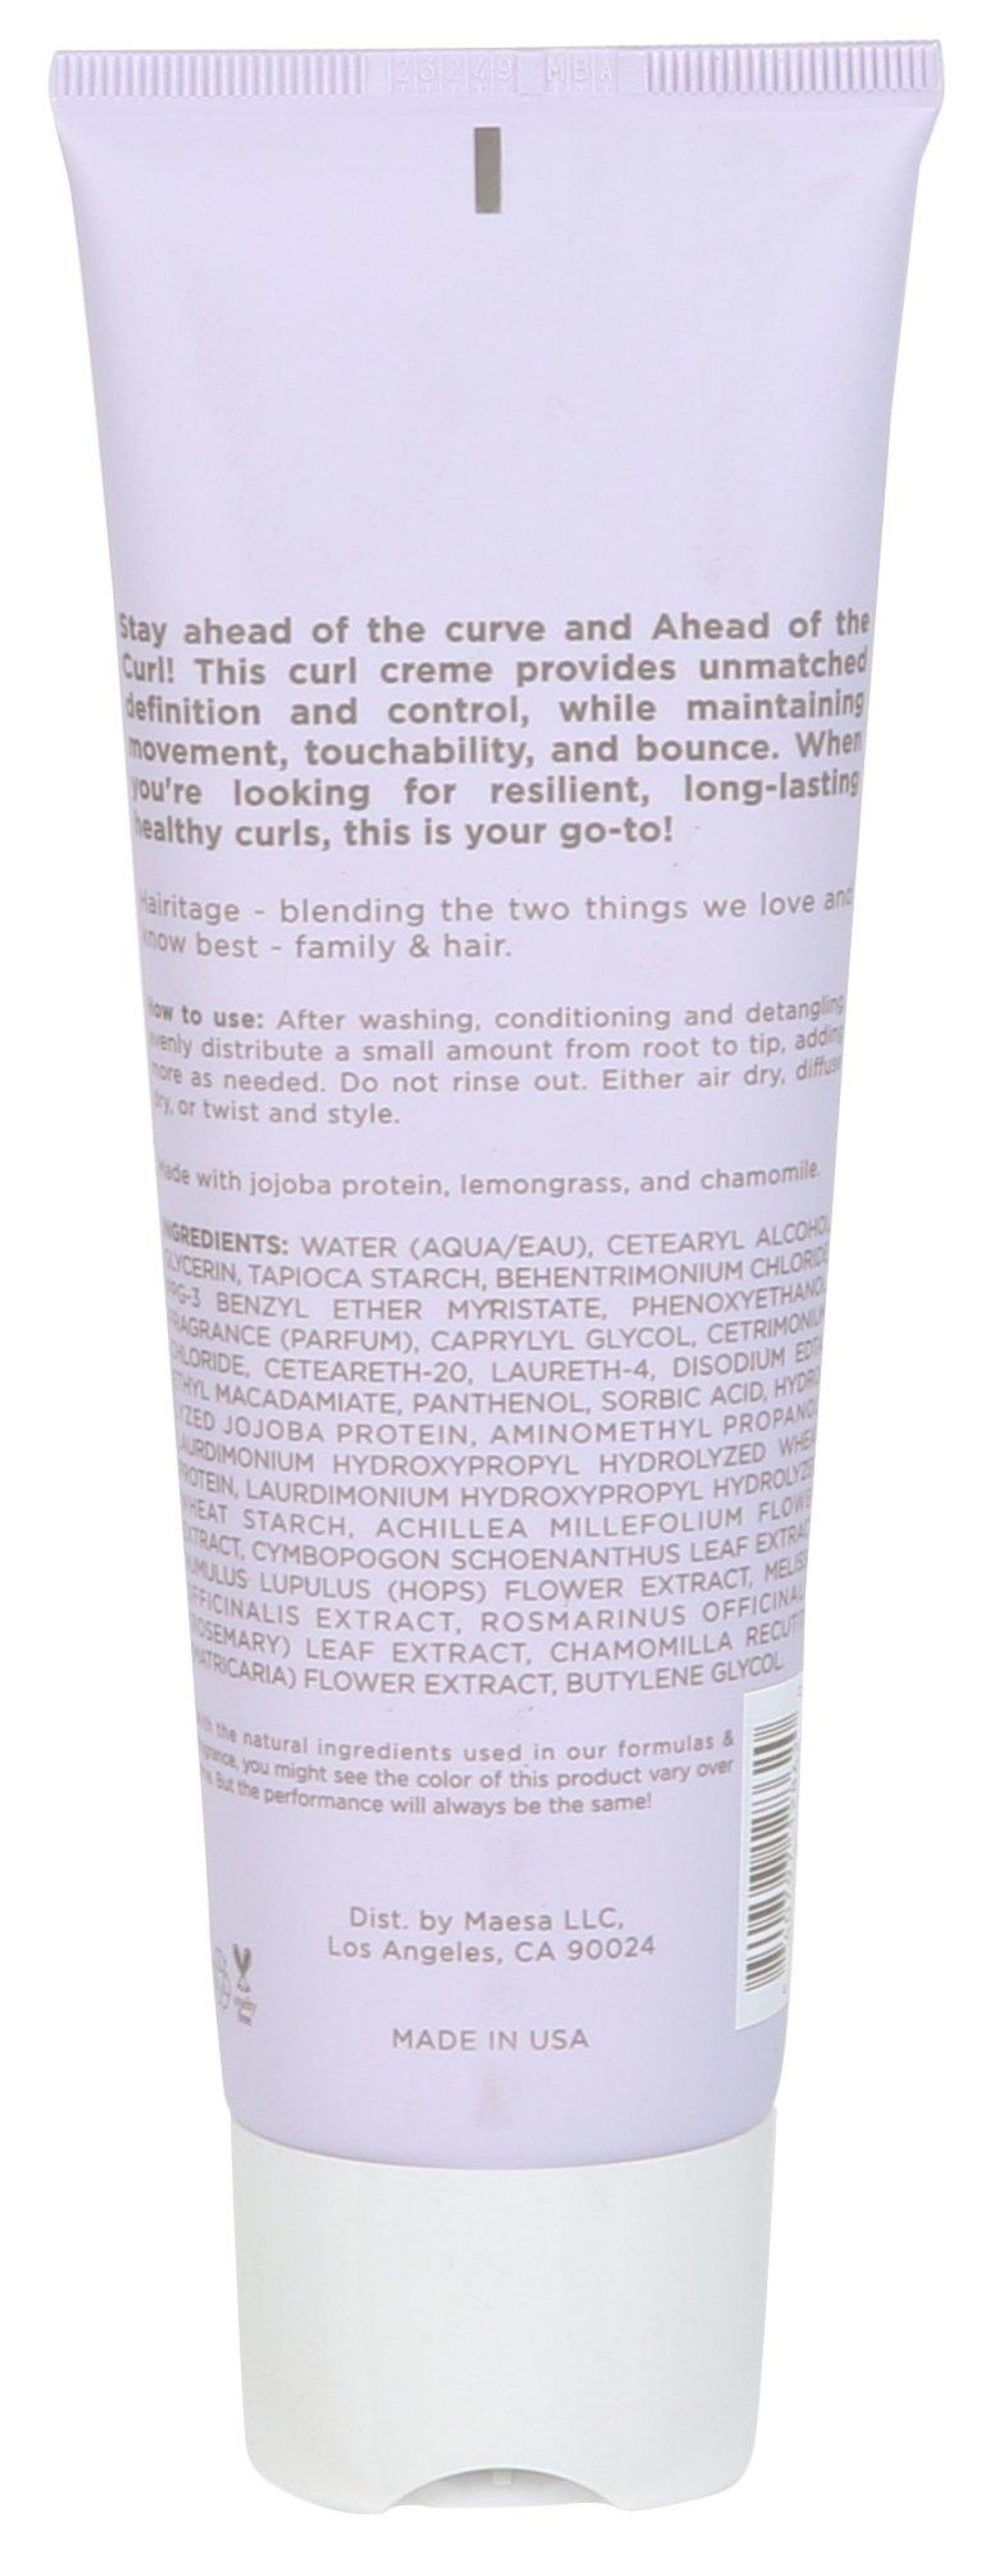 23249 MBA
Stay ahead of the curve and Ahead of the
Curl! This curl creme provides unmatched
definition and control, while maintaining
movement, touchability, and bounce. When
you're looking for resilient, long-lasting
healthy curls, this is your go-to!
Hairitage - blending the two things we love and
know best - family & hair.
How to use: After washing, conditioning and detangling,
evenly distribute a small amount from root to tip, adding
more as needed. Do not rinse out. Either air dry, diffuse
dry, or twist and style.
Made with jojoba protein, lemongrass, and chamomile.
INGREDIENTS: WATER (AQUA/EAU), CETEARYL ALCOHOL,
GLYCERIN, TAPIOCA STARCH, BEHENTRIMONIUM CHLORIDE,
PPG-3 BENZYL ETHER MYRISTATE, PHENOXYETHANOL,
FRAGRANCE (PARFUM), CAPRYLYL GLYCOL, CETRIMONIUM
CHLORIDE, CETEARETH-20, LAURETH-4, DISODIUM EDTA,
ETHYL MACADAMIATE, PANTHENOL, SORBIC ACID, HYDRO
LYZED JOJOBA PROTEIN, AMINOMETHYL PROPANOL,
LAURDIMONIUM HYDROXYPROPYL HYDROLYZED WHEAT
PROTEIN, LAURDIMONIUM HYDROXYPROPYL HYDROLYZED
WHEAT STARCH, ACHILLEA MILLEFOLIUM FLOWER
EXTRACT, CYMBOPOGON SCHOENANTHUS LEAF EXTRACT,
HUMULUS LUPULUS (HOPS) FLOWER EXTRACT, MELISSA
OFFICINALIS EXTRACT, ROSMARINUS OFFICINALIS
(ROSEMARY) LEAF EXTRACT, CHAMOMILLA RECUTITA
(MATRICARIA) FLOWER EXTRACT, BUTYLENE GLYCOL.
with the natural ingredients used in our formulas &
fragrance, you might see the color of this product vary over
But the performance will always be the same!
Dist. by Maesa LLC,
Los Angeles, CA 90024
cruelty
free
MADE IN USA